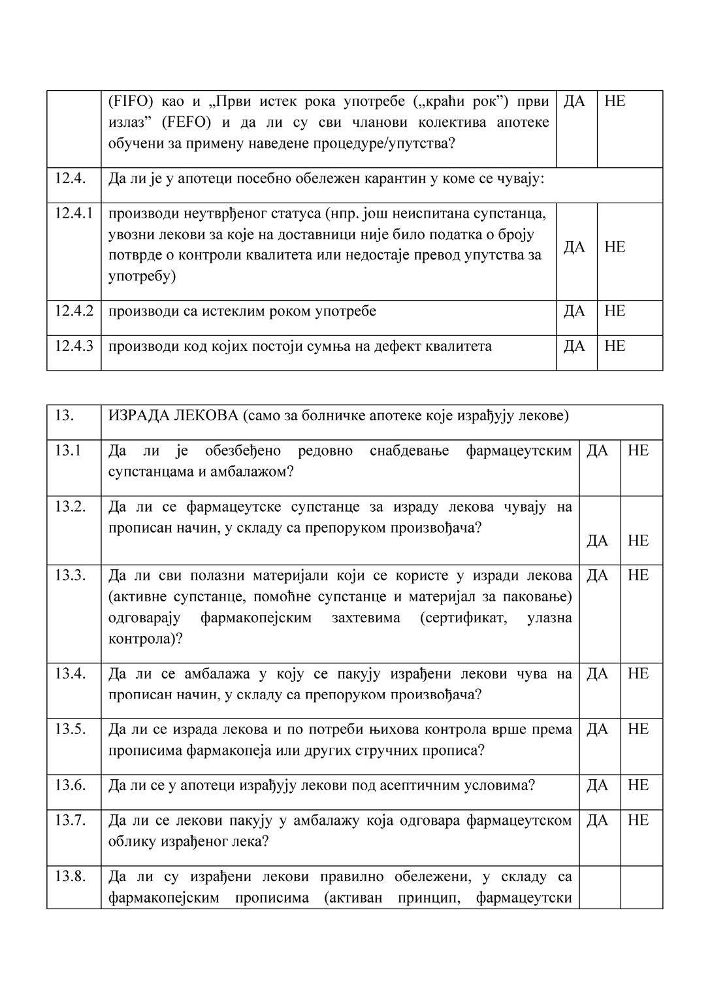 (FIFO) као и „Први истек рока употребе („краћи рок”) први ДА НЕ
излаз” (FEFO) и да ли су сви чланови колектива апотеке
обучени за примену наведене процедуре/упутства?
12.4. Да ли је у апотеци посебно обележен карантин у коме се чувају:
12.4.1 производи неутврђеног статуса (нпр. још неиспитана супстанца,
увозни лекови за које на доставници није било податка о броју
ДА НЕ
потврде о контроли квалитета или недостаје превод упутства за
употребу)
12.4.2 производи са истеклим роком употребе ДА НЕ
12.4.3 производи код којих постоји сумња на дефект квалитета ДА НЕ
13. ИЗРАДА ЛЕКОВА (само за болничке апотеке које израђују лекове)
13.1 Да ли је обезбеђено редовно снабдевање фармацеутским ДА НЕ
супстанцама и амбалажом?
13.2. Да ли се фармацеутске супстанце за израду лекова чувају на
прописан начин, у складу са препоруком произвођача?
ДА НЕ
13.3. Да ли сви полазни материјали који се користе у изради лекова ДА НЕ
(активне супстанце, помоћне супстанце и материјал за паковање)
одговарају фармакопејским захтевима (сертификат, улазна
контрола)?
13.4. Да ли се амбалажа у коју се пакују израђени лекови чува на ДА НЕ
прописан начин, у складу са препоруком произвођача?
13.5. Да ли се израда лекова и по потреби њихова контрола врше према ДА НЕ
прописима фармакопеја или других стручних прописа?
13.6. Да ли се у апотеци израђују лекови под асептичним условима? ДА НЕ
13.7. Да ли се лекови пакују у амбалажу која одговара фармацеутском ДА НЕ
облику израђеног лека?
13.8. Да ли су израђени лекови правилно обележени, у складу са
фармакопејским прописима (активан принцип, фармацеутски